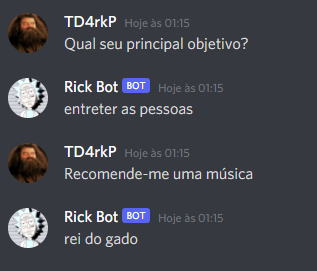 TD4rkP Hoje às 01:15
Qual seu principal objetivo?
Rick Bot BOT Hoje às 01:15
entreter as pessoas
TD4rkP Hoje às 01:15
Recomende-me uma música
Rick Bot BOT Hoje às 01:15
rei do gado